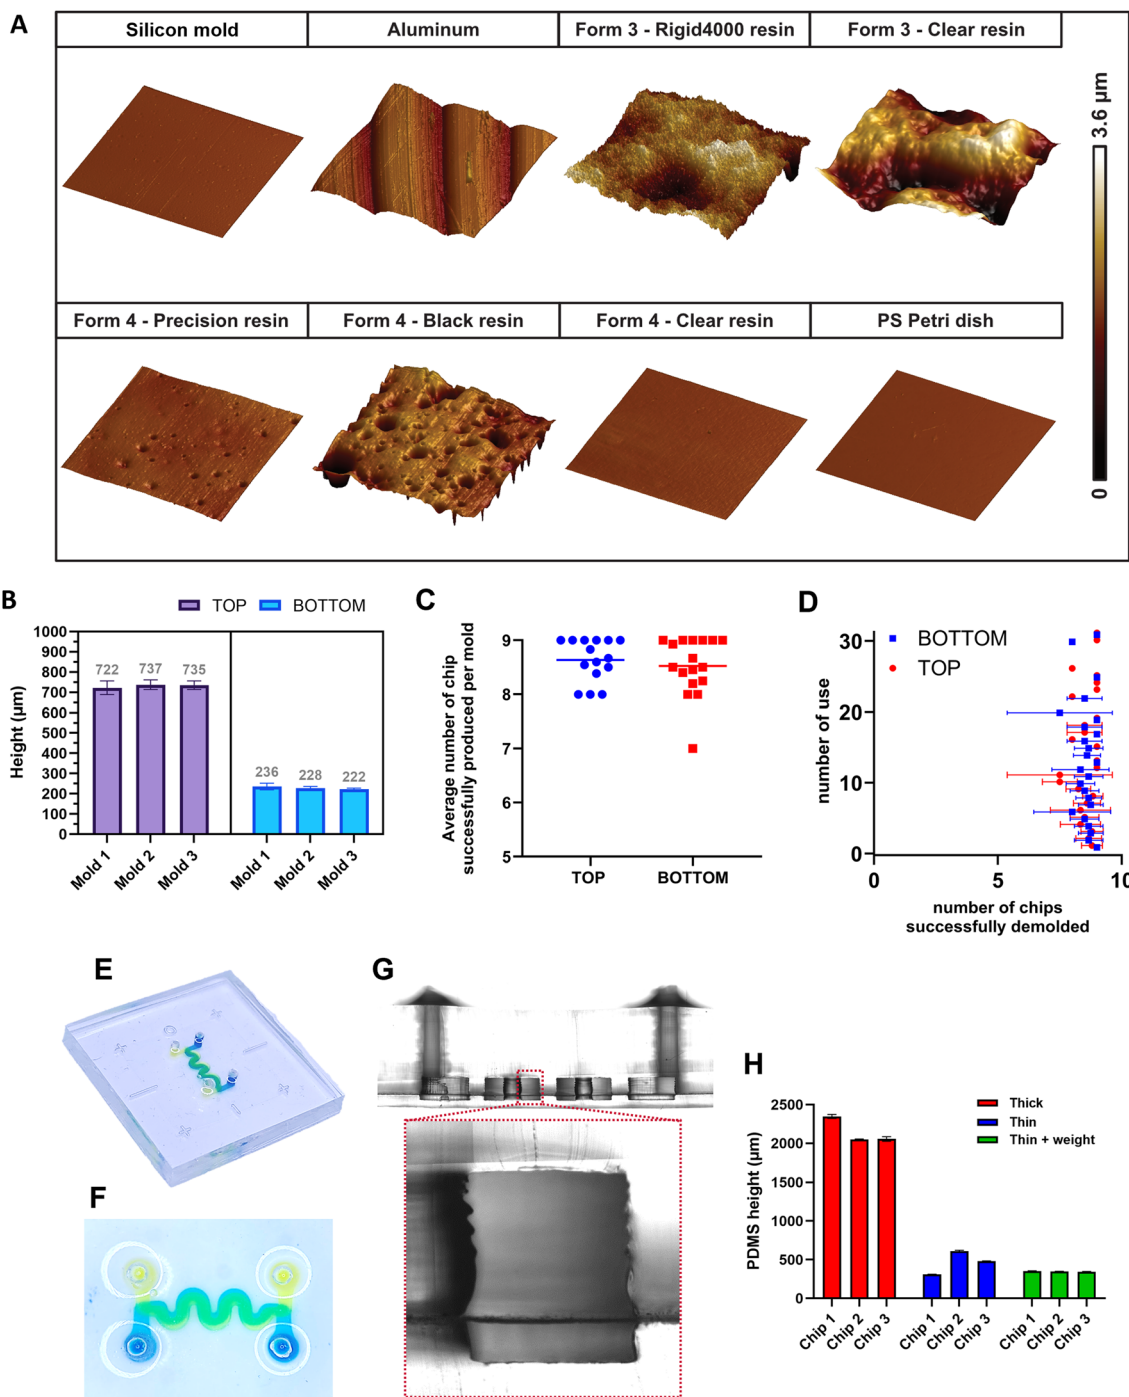 A
Silicon mold
Aluminum
Form 3 - Rigid4000 resin
Form 3 - Clear resin
3.6 µm
0
Form 4 - Precision resin
Form 4 - Black resin
Form 4 - Clear resin
PS Petri dish
B
TOP
BOTTOM
Height (µm)
1000
900
800
700
600
500
400
300
200
100
0
722
737
735
236
228
222
Mold 1
Mold 2
Mold 3
Mold 1
Mold 2
Mold 3
C
Average number of chip
successfully produced per mold
9
8
7
6
5
TOP
BOTTOM
D
BOTTOM
TOP
number of use
30
20
10
0
0
5
10
number of chips
successfully demolded
E
F
G
H
Thick
Thin
Thin + weight
PDMS height (µm)
2500
2000
1500
1000
500
0
Chip 1
Chip 2
Chip 3
Chip 1
Chip 2
Chip 3
Chip 1
Chip 2
Chip 3